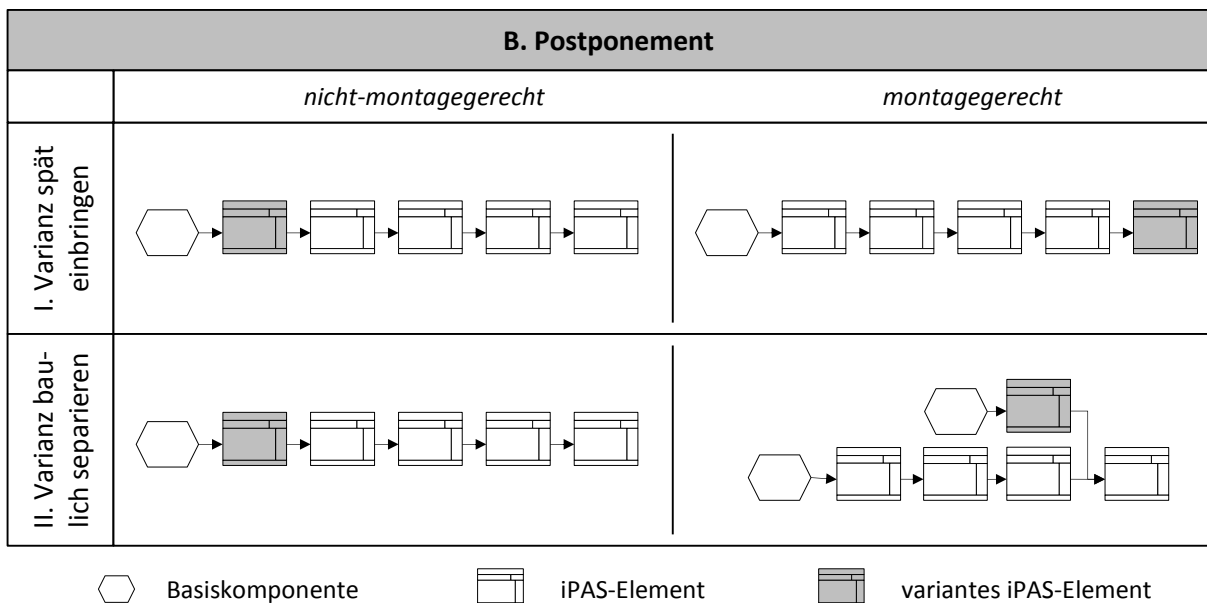 B. Postponement
nicht-montagegerecht
montagegerecht
I. Varianz spät
einbringen
II. Varianz bau-
lich separieren
Basiskomponente
iPAS-Element
variantes iPAS-Element